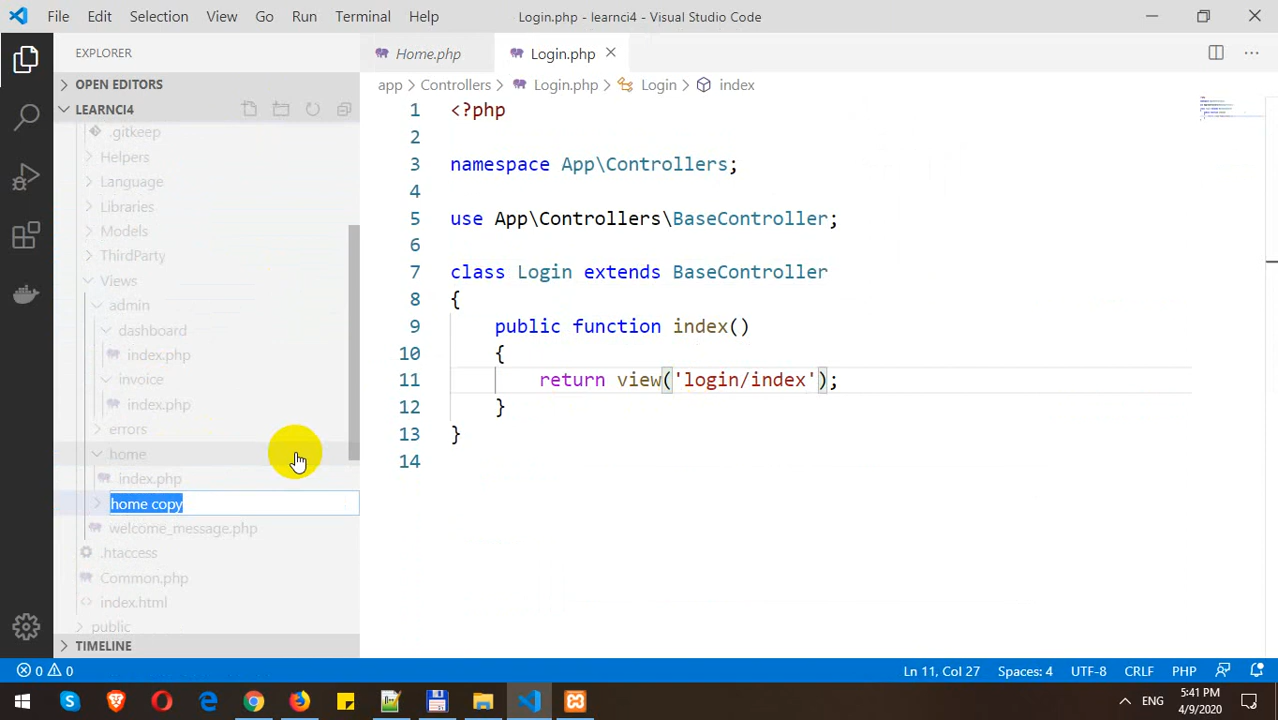 File Edit Selection View Go Run Terminal Help Login.php - learnci4 - Visual Studio Code
EXPLORER
OPEN EDITORS
LEARNCI4
.gitkeep
Helpers
Language
Libraries
Models
ThirdParty
Views
admin
dashboard
index.php
invoice
index.php
errors
home
index.php
home copy
welcome_message.php
.htaccess
Common.php
index.html
public
TIMELINE
Home.php Login.php
app Controllers Login.php Login index
1 <?php
2
3 namespace App\Controllers;
4
5 use App\Controllers\BaseController;
6
7 class Login extends BaseController
8 {
9 public function index()
10 {
11 return view('login/index');
12 }
13 }
14
0 0 Ln 11, Col 27 Spaces: 4 UTF-8 CRLF PHP
ENG 5:41 PM
4/9/2020